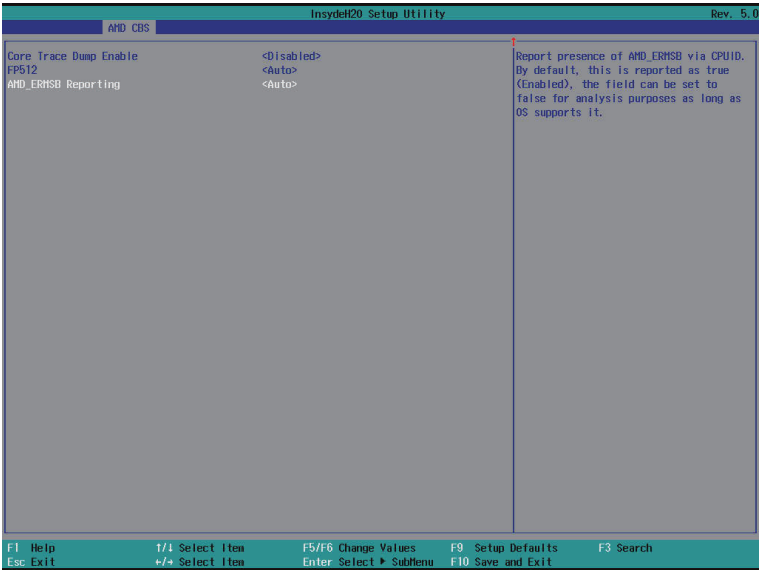 InsydeH20 Setup Utility Rev. 5.0
AMD CBS
Core Trace Dump Enable <Disabled>
FP512 <Auto>
AMD_ERMSB Reporting <Auto>
Report presence of AMD_ERMSB via CPUID.
By default, this is reported as true
(Enabled), the field can be set to
false for analysis purposes as long as
OS supports it.
F1 Help ↑/↓ Select Item F5/F6 Change Values F9 Setup Defaults F3 Search
Esc Exit ←/→ Select Item Enter Select ▶ SubMenu F10 Save and Exit